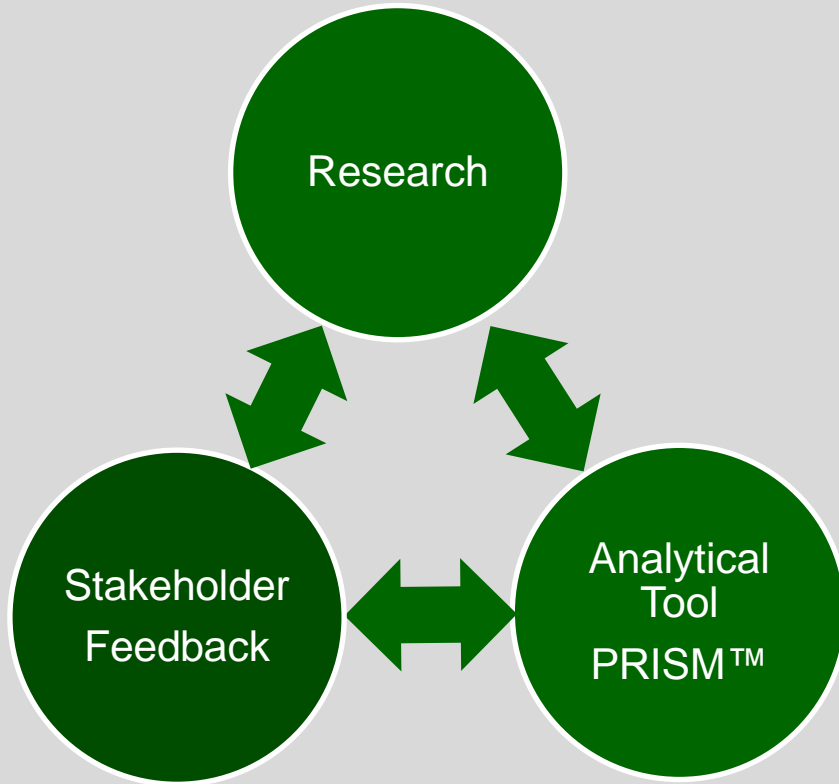 Research
Stakeholder
Feedback
Analytical
Tool
PRISM™